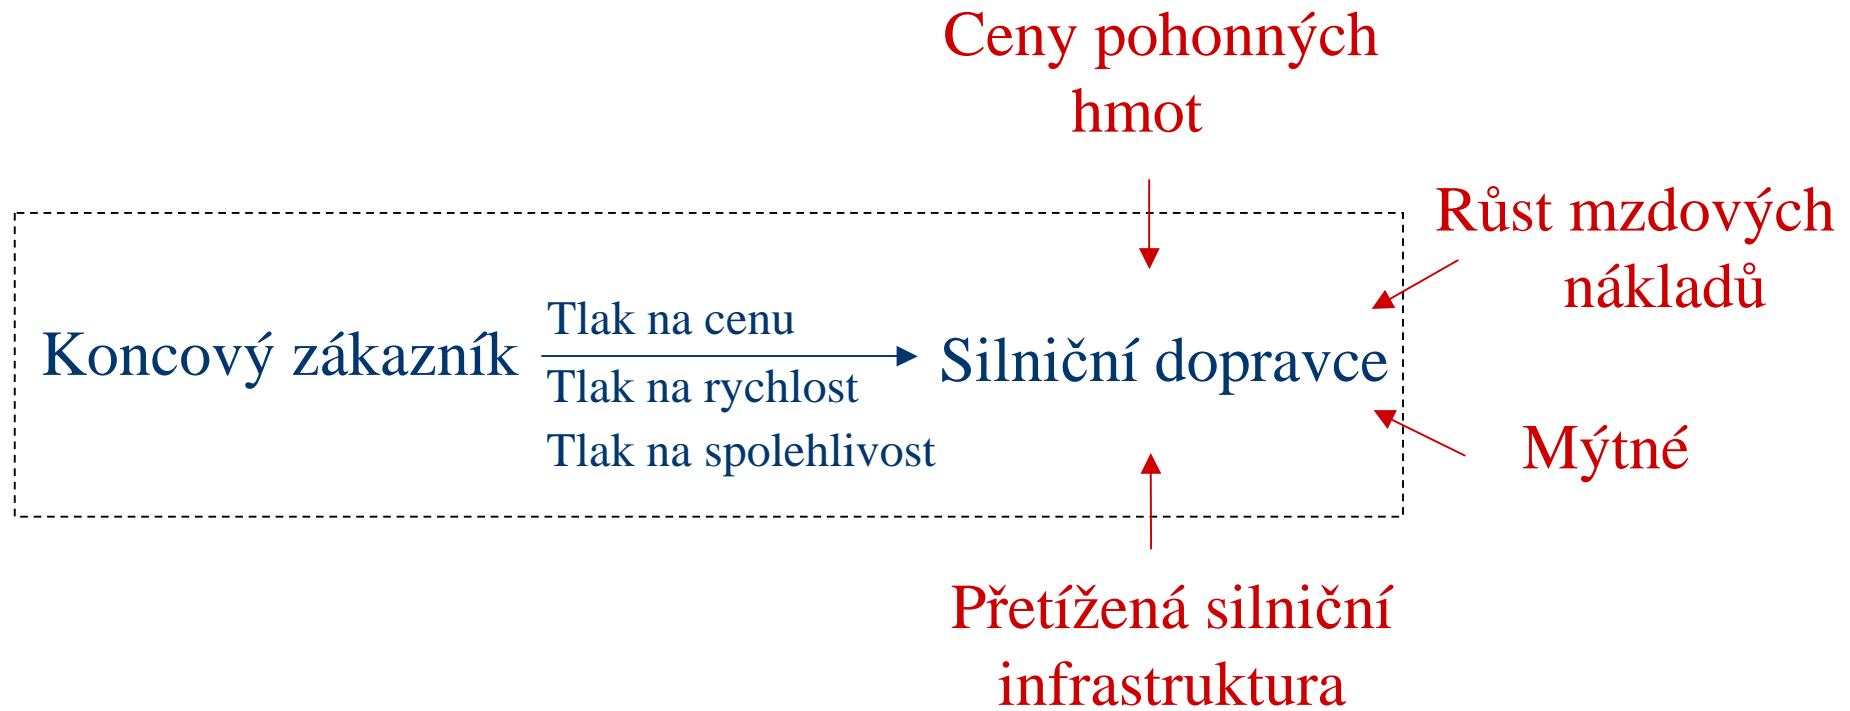 Ceny pohonných
hmot
Růst mzdových
nákladů
Tlak na cenu
Koncový zákazník
Silniční dopravce
Tlak na rychlost
Tlak na spolehlivost
Mýtné
Přetížená silniční
infrastruktura